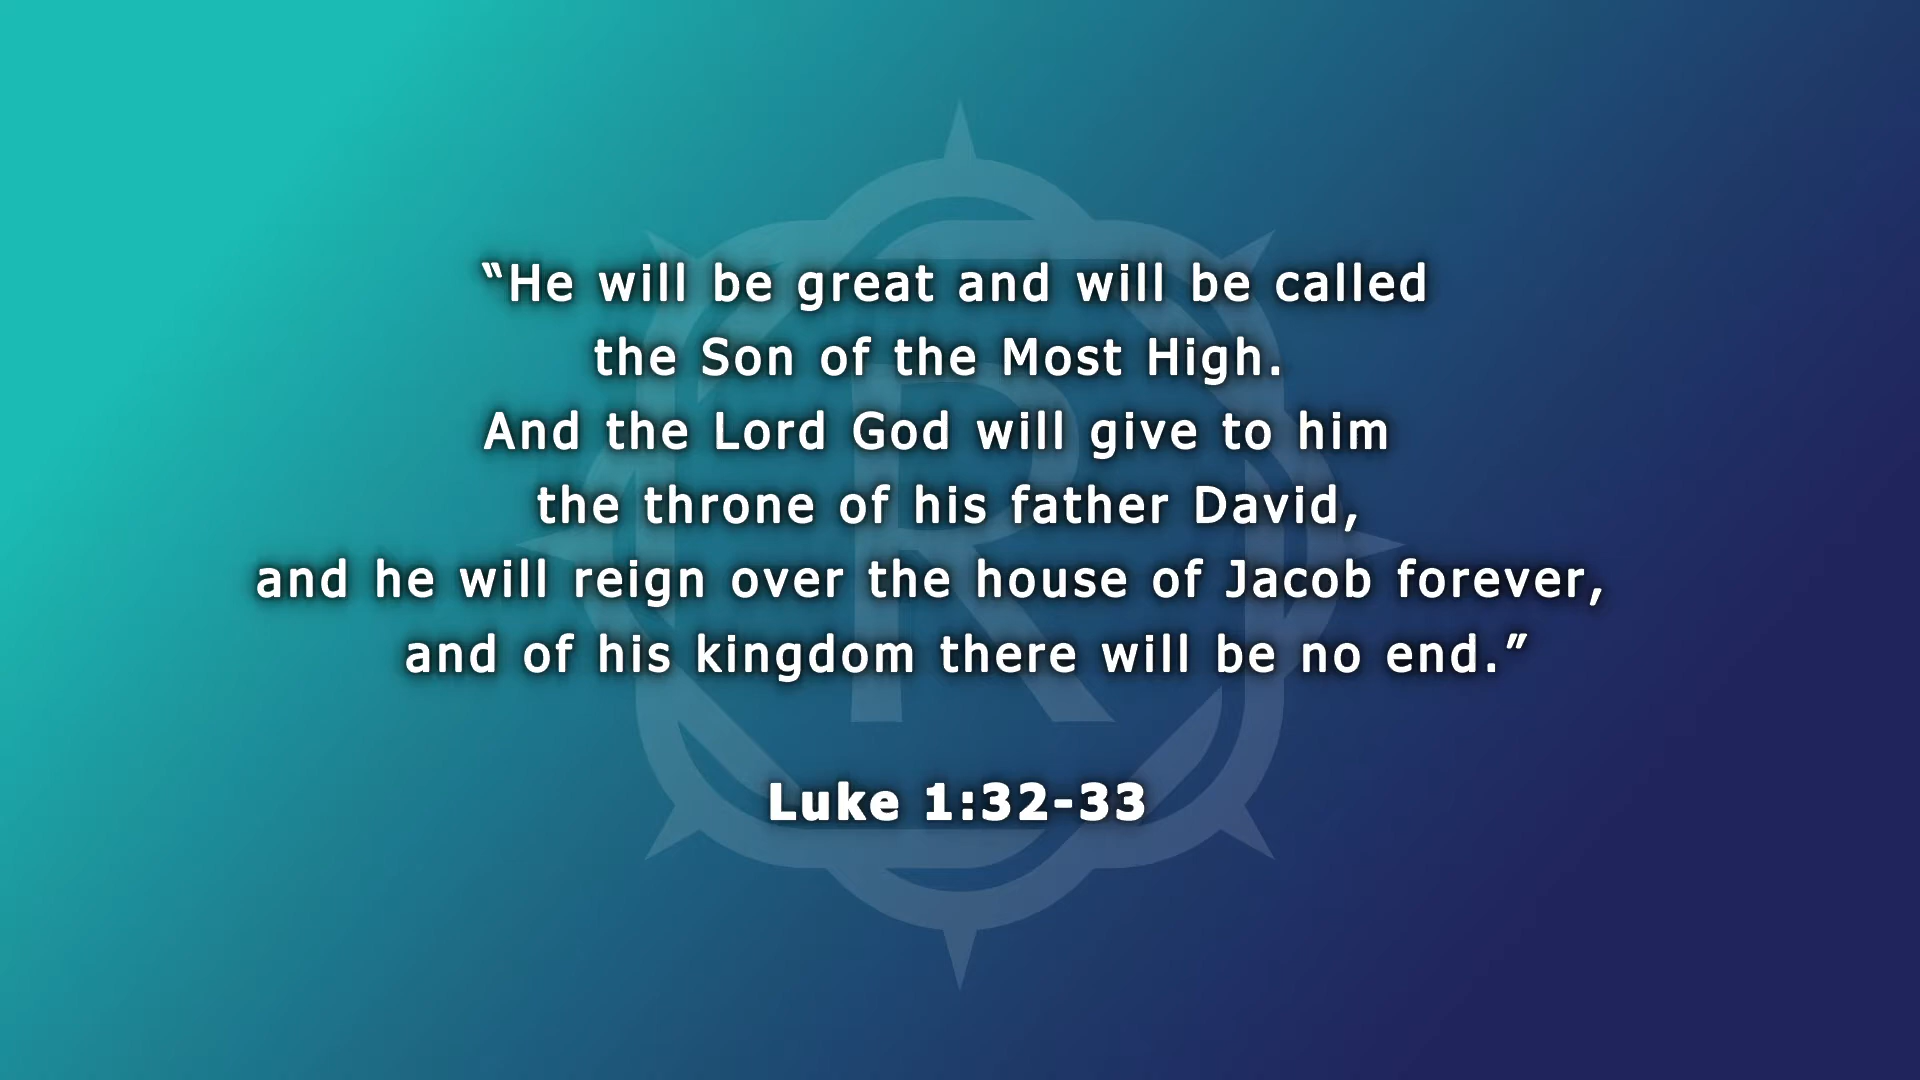 “He will be great and will be called
the Son of the Most High.
And the Lord God will give to him
the throne of his father David,
and he will reign over the house of Jacob forever,
and of his kingdom there will be no end.”
Luke 1:32-33
R